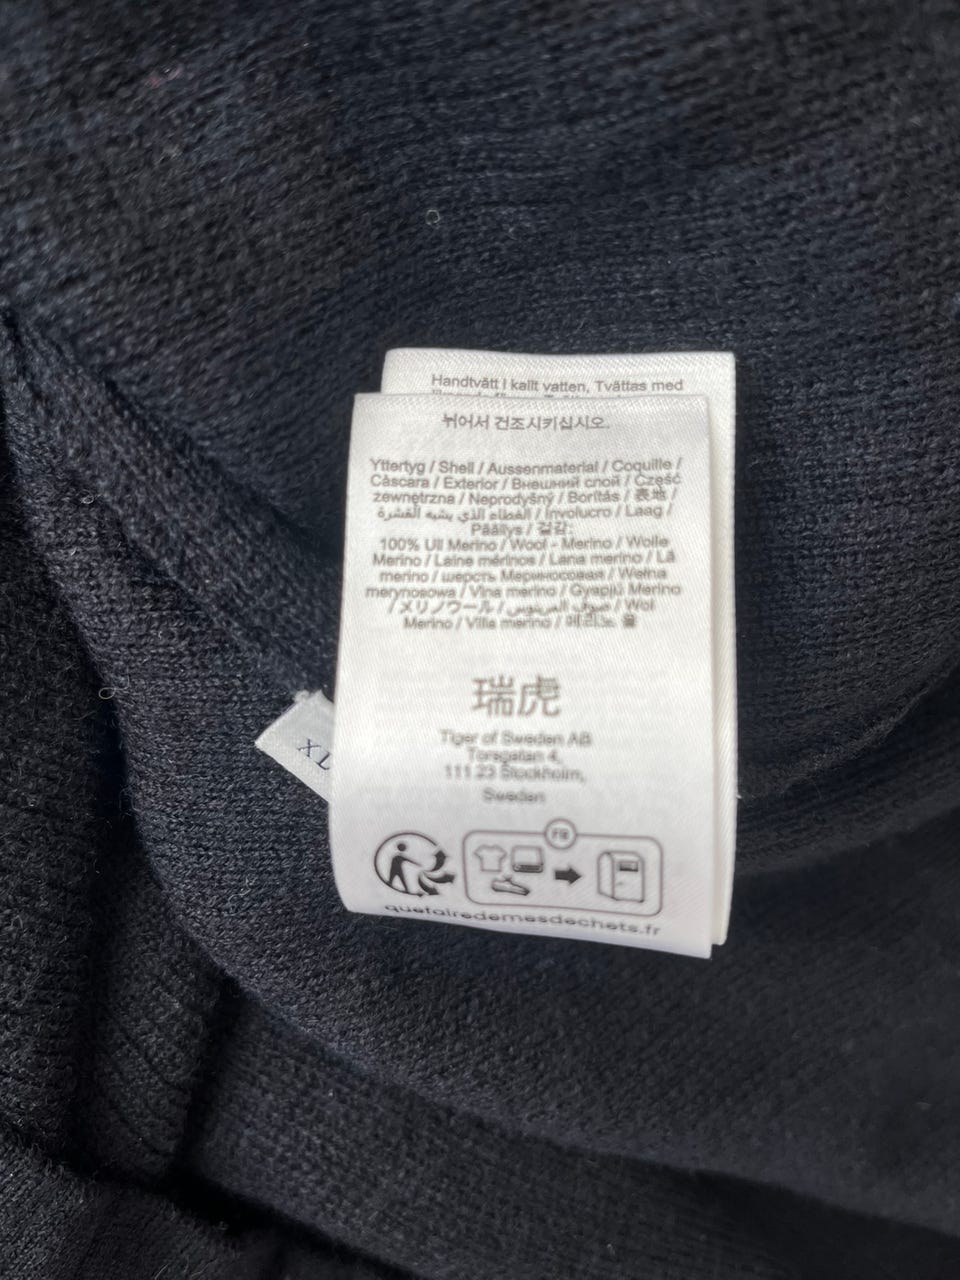 Handtvätt I kallt vatten, Tvättas med
뉘어서 건조시키십시오.
Yttertyg / Shell / Aussenmaterial / Coquille /
Cáscara / Exterior / Внешний слой / Część
zewnętrzna / Neprodyšný / Borítás / 表地 /
الغطاء الذي يشبه القشرة / Involucro / Laag /
Päällys / 겉감:
100% Ull Merino / Wool - Merino / Wolle
Merino / Laine mérinos / Lana merino / Lã
merino / шерсть Мериносовая / Wełna
merynosowa / Vlna merino / Gyapjú Merino
/ メリノウール / صوف المرينوس / Wol
Merino / Villa merino / 메리노 울
瑞虎
Tiger of Sweden AB
Torsgatan 4,
111 23 Stockholm,
Sweden
FR
quefairedemesdechets.fr
XL